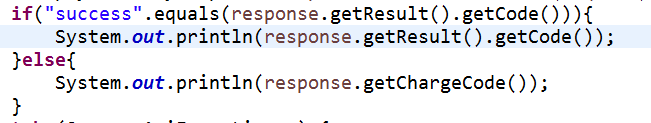 if("success".equals(response.getResult().getCode())){
System.out.println(response.getResult().getCode());
}else{
System.out.println(response.getChargeCode());
}